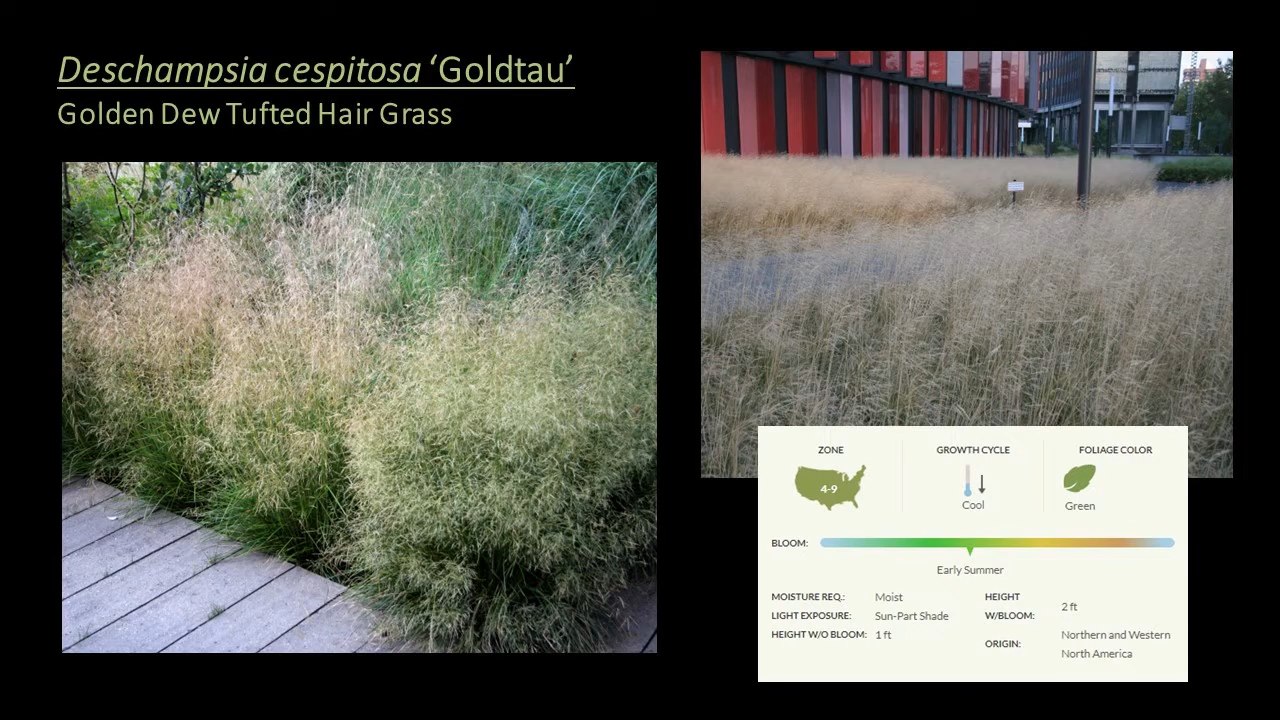 Deschampsia cespitosa ‘Goldtau’
Golden Dew Tufted Hair Grass
ZONE
GROWTH CYCLE
FOLIAGE COLOR
4-9
Cool
Green
BLOOM:
Early Summer
MOISTURE REQ.: Moist
LIGHT EXPOSURE: Sun-Part Shade
HEIGHT W/O BLOOM: 1 ft
HEIGHT
W/BLOOM:
2 ft
ORIGIN:
Northern and Western
North America